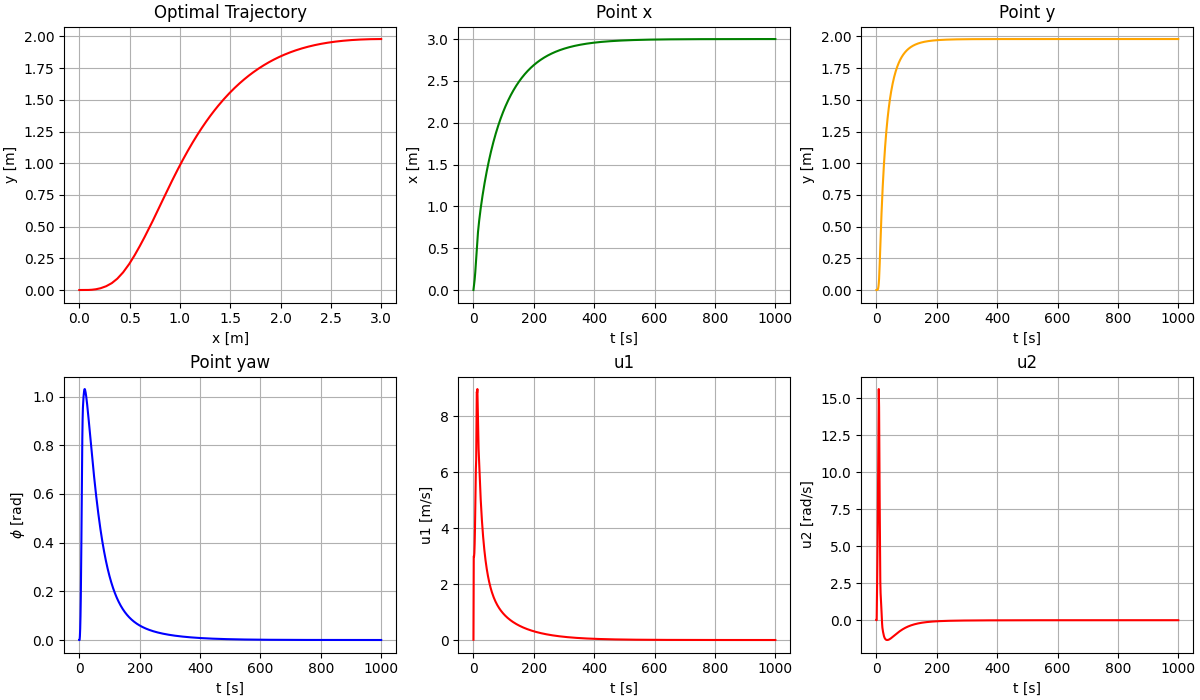 Optimal Trajectory
2.00
1.75
1.50
1.25
1.00
0.75
0.50
0.25
0.00
y [m]
0.0 0.5 1.0 1.5 2.0 2.5 3.0
x [m]
Point x
3.0
2.5
2.0
1.5
1.0
0.5
0.0
x [m]
0 200 400 600 800 1000
t [s]
Point y
2.00
1.75
1.50
1.25
1.00
0.75
0.50
0.25
0.00
y [m]
0 200 400 600 800 1000
t [s]
Point yaw
1.0
0.8
0.6
0.4
0.2
0.0
ϕ [rad]
0 200 400 600 800 1000
t [s]
u1
8
6
4
2
0
u1 [m/s]
0 200 400 600 800 1000
t [s]
u2
15.0
12.5
10.0
7.5
5.0
2.5
0.0
u2 [rad/s]
0 200 400 600 800 1000
t [s]